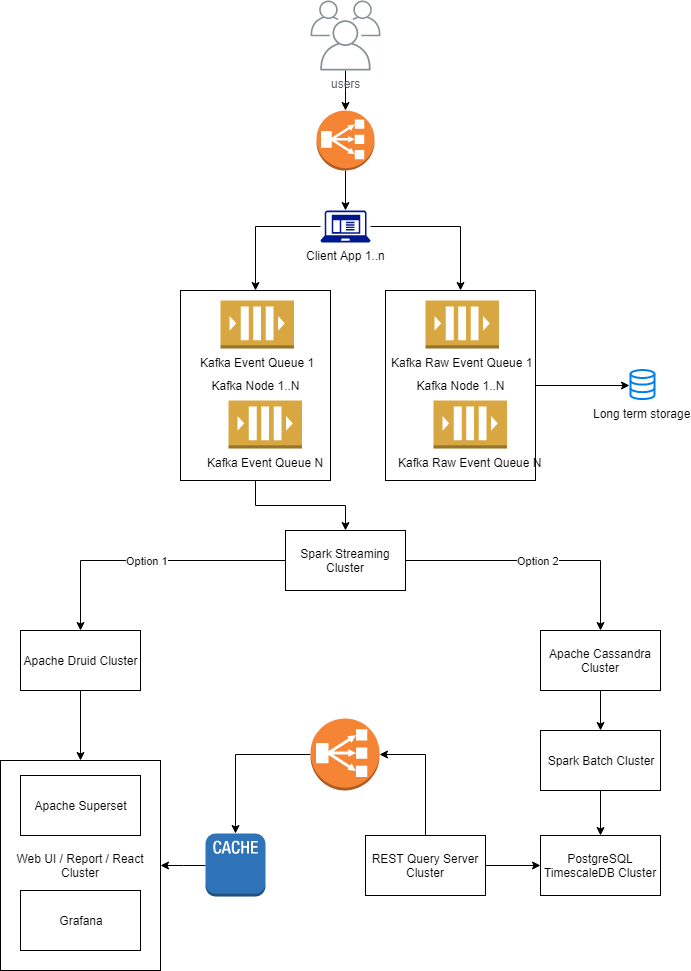 users
Client App 1..n
Kafka Event Queue 1
Kafka Node 1..N
Kafka Event Queue N
Kafka Raw Event Queue 1
Kafka Node 1..N
Kafka Raw Event Queue N
Long term storage
Spark Streaming
Cluster
Option 1
Option 2
Apache Druid Cluster
Apache Cassandra
Cluster
Spark Batch Cluster
Apache Superset
Web UI / Report / React
Cluster
Grafana
CACHE
REST Query Server
Cluster
PostgreSQL
TimescaleDB Cluster